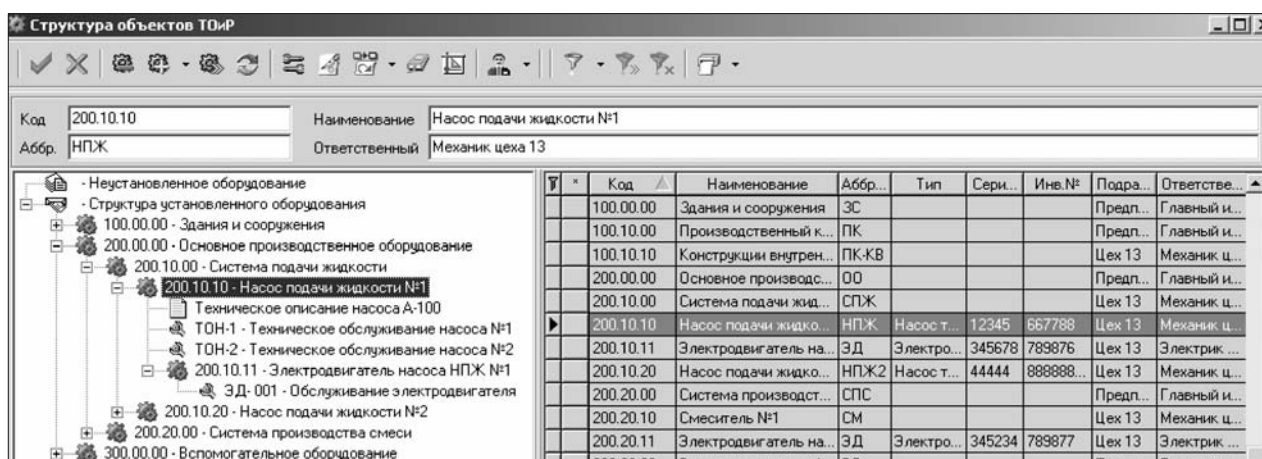 Структура объектов ТОиР
Код 200.10.10 Наименование Насос подачи жидкости №1
Аббр. НПЖ Ответственный Механик цеха 13
- Неустановленное оборудование
- Структура установленного оборудования
100.00.00 - Здания и сооружения
200.00.00 - Основное производственное оборудование
200.10.00 - Система подачи жидкости
200.10.10 - Насос подачи жидкости №1
Техническое описание насоса А-100
ТОН-1 - Техническое обслуживание насоса №1
ТОН-2 - Техническое обслуживание насоса №2
200.10.11 - Электродвигатель насоса НПЖ №1
ЭД- 001 - Обслуживание электродвигателя
200.10.20 - Насос подачи жидкости №2
200.20.00 - Система производства смеси
300.00.00 - Вспомогательное оборудование
* Код Наименование Аббр... Тип Сери... Инв.№ Подра... Ответстве...
100.00.00 Здания и сооружения ЗС Предп... Главный и...
100.10.00 Производственный к... ПК Предп... Главный и...
100.10.10 Конструкции внутрен... ПК-КВ Цех 13 Механик ц...
200.00.00 Основное производс... ОО Предп... Главный и...
200.10.00 Система подачи жид... СПЖ Цех 13 Механик ц...
200.10.10 Насос подачи жидко... НПЖ Насос т... 12345 667788 Цех 13 Механик ц...
200.10.11 Электродвигатель на... ЭД Электро... 345678 789876 Цех 13 Электрик ...
200.10.20 Насос подачи жидко... НПЖ2 Насос т... 44444 888888... Цех 13 Механик ц...
200.20.00 Система производст... СПС Предп... Главный и...
200.20.10 Смеситель №1 СМ Цех 13 Механик ц...
200.20.11 Электродвигатель на... ЭД Электро... 345234 789877 Цех 13 Электрик ...